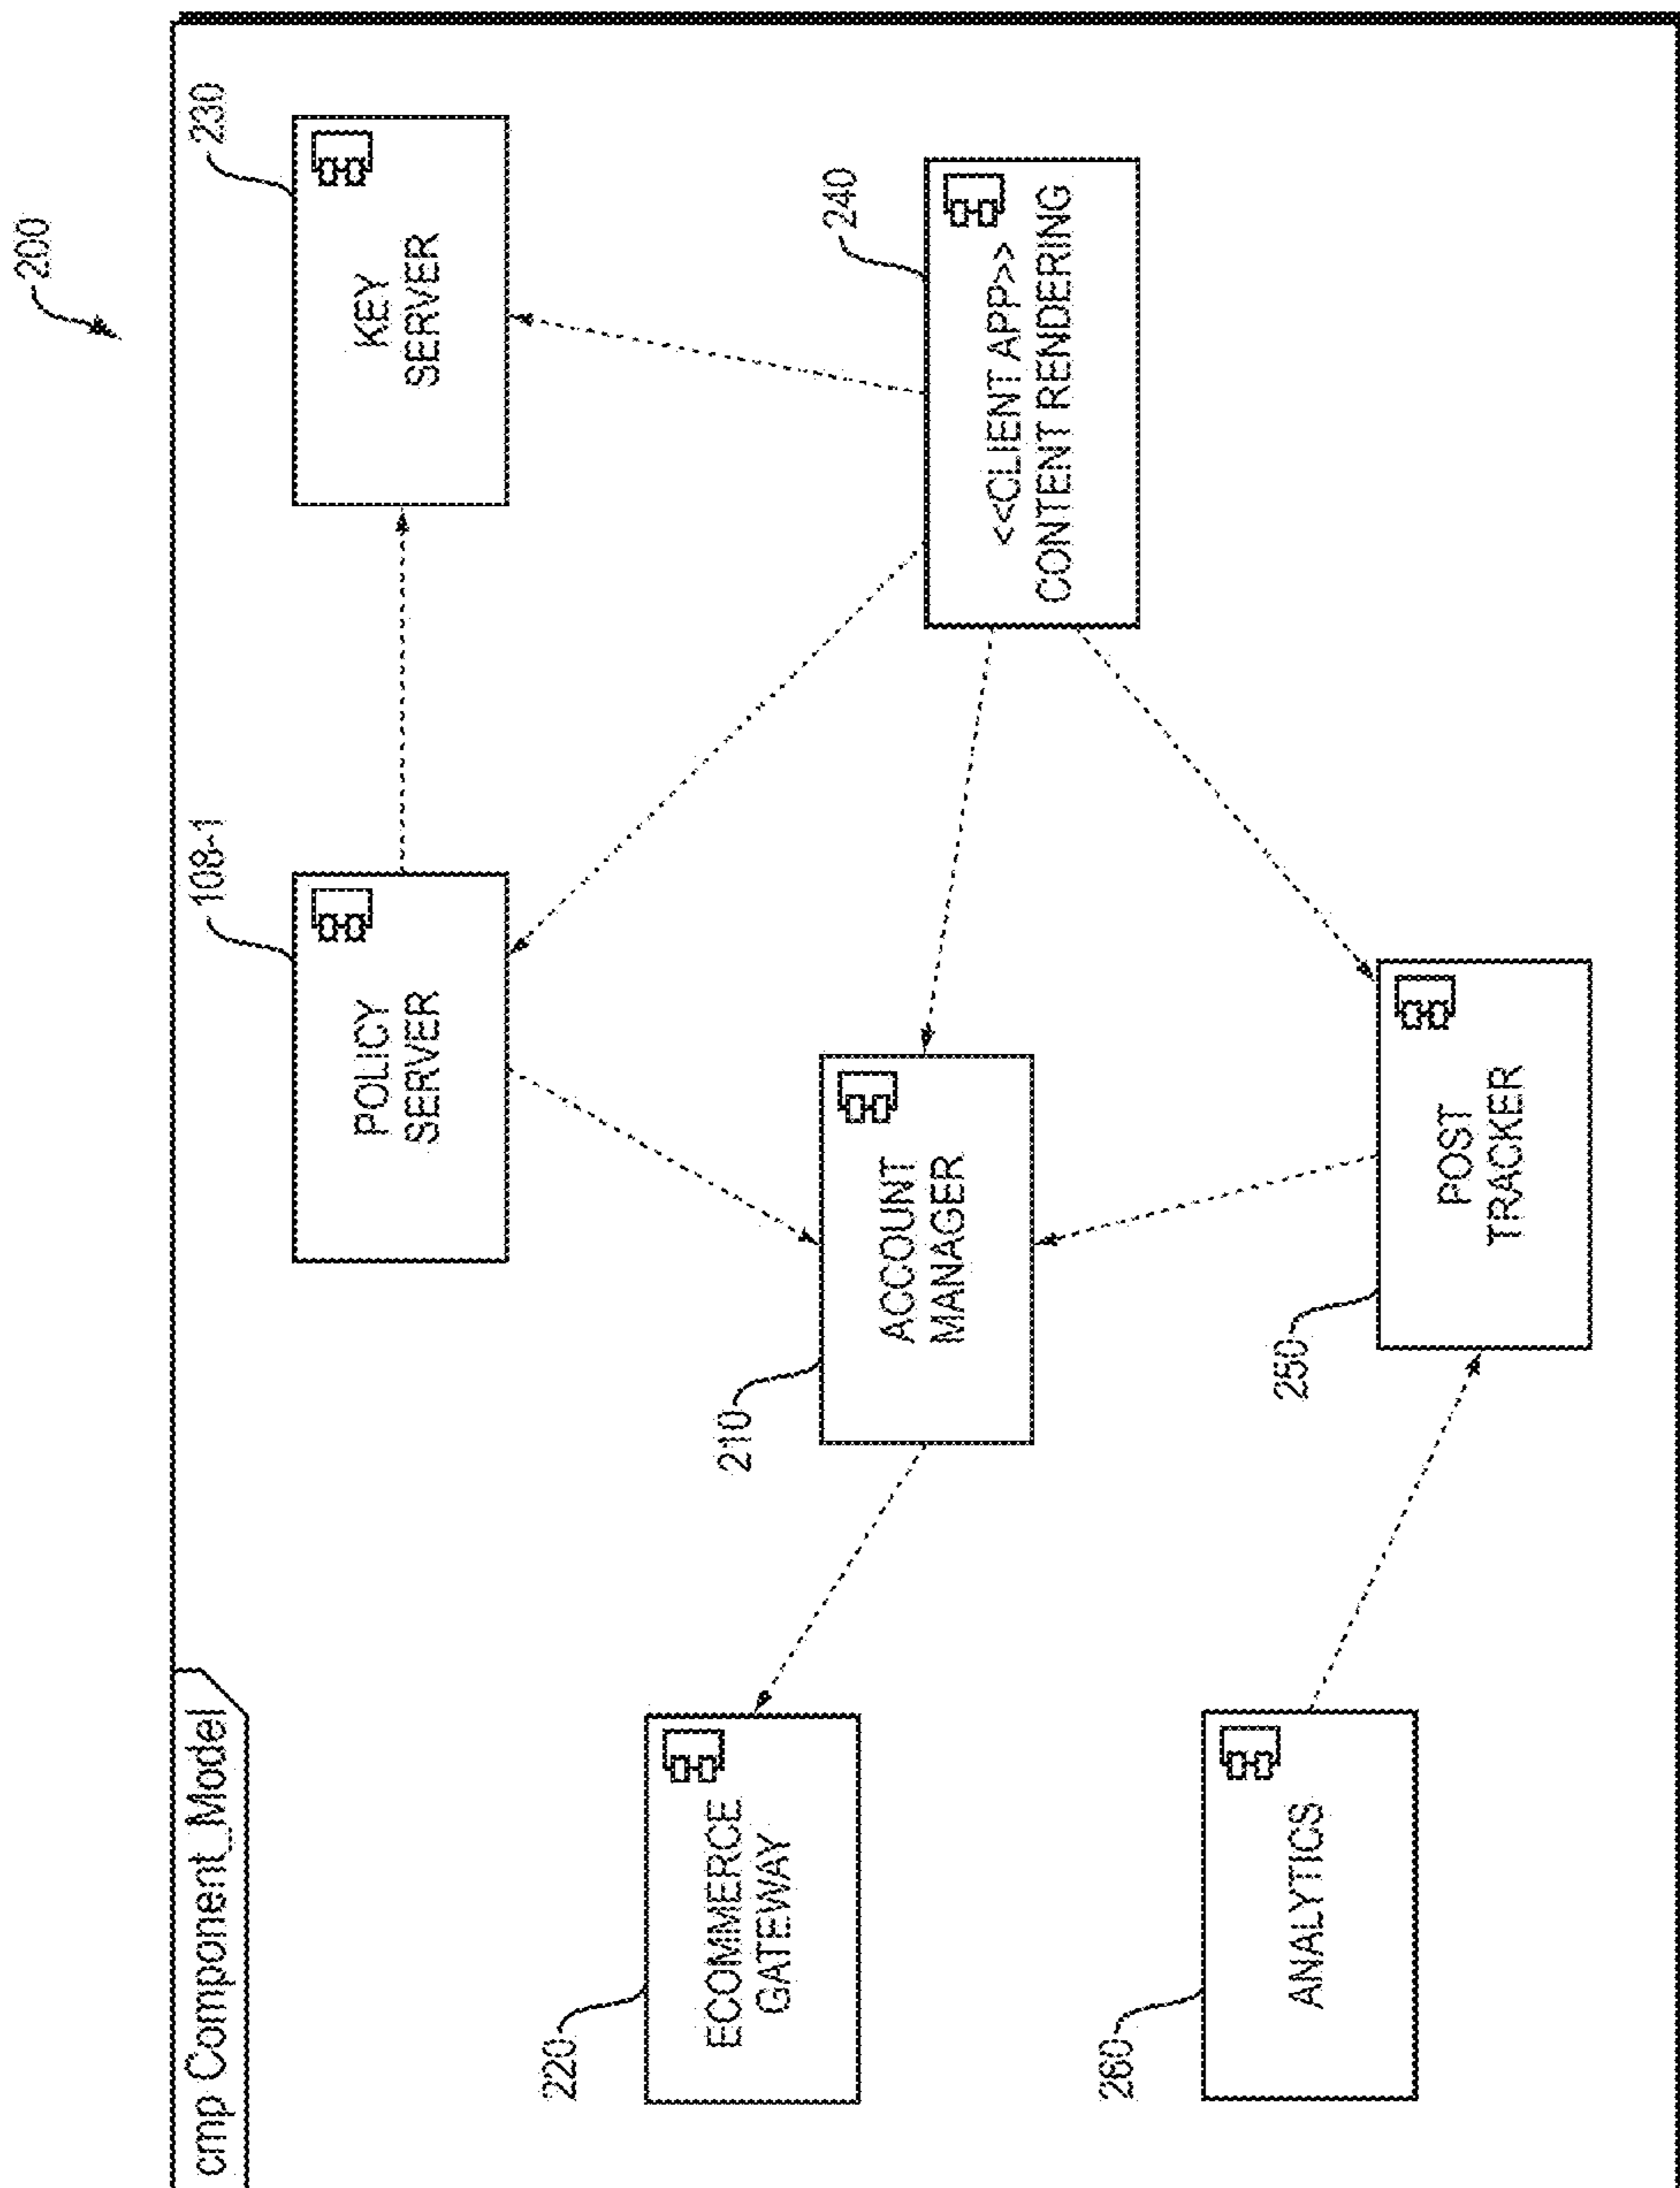 200
cmp Component_Model
108-1
230
POLICY
SERVER
KEY
SERVER
220
ECOMMERCE
GATEWAY
210
ACCOUNT
MANAGER
240
<<CLIENT APP>>
CONTENT RENDERING
260
ANALYTICS
250
POST
TRACKER